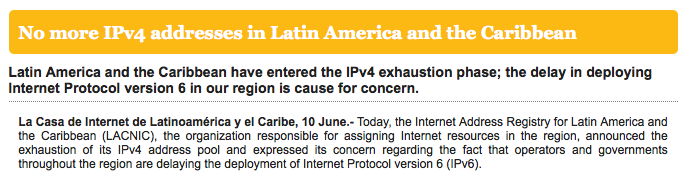 No more IPv4 addresses in Latin America and the Caribbean
Latin America and the Caribbean have entered the IPv4 exhaustion phase; the delay in deploying
Internet Protocol version 6 in our region is cause for concern.
La Casa de Internet de Latinoamérica y el Caribe, 10 June.- Today, the Internet Address Registry for Latin America and
the Caribbean (LACNIC), the organization responsible for assigning Internet resources in the region, announced the
exhaustion of its IPv4 address pool and expressed its concern regarding the fact that operators and governments
throughout the region are delaying the deployment of Internet Protocol version 6 (IPv6).